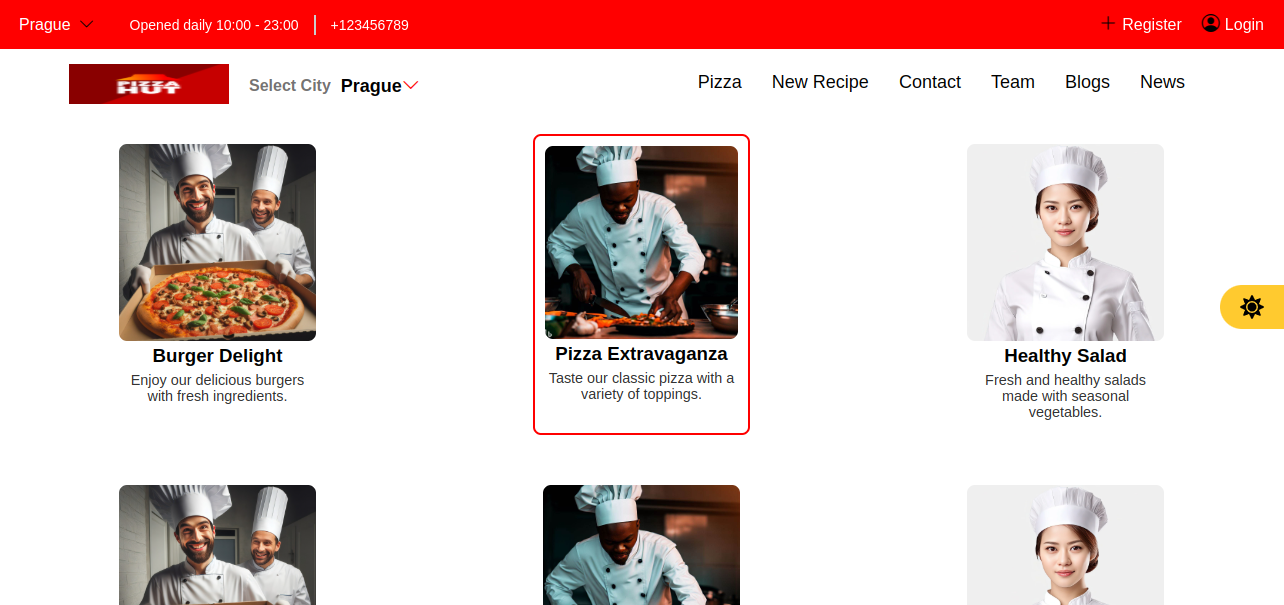 Prague
Opened daily 10:00 - 23:00
+123456789
Register
Login
PIZZA
HUT
Select City
Prague
Pizza
New Recipe
Contact
Team
Blogs
News
Burger Delight
Enjoy our delicious burgers
with fresh ingredients.
Pizza Extravaganza
Taste our classic pizza with a
variety of toppings.
Healthy Salad
Fresh and healthy salads
made with seasonal
vegetables.